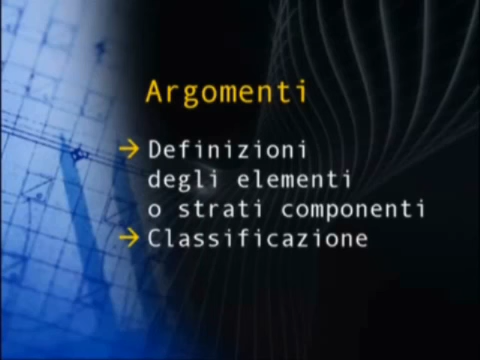 Argomenti
→ Definizioni
degli elementi
o strati componenti
→ Classificazione